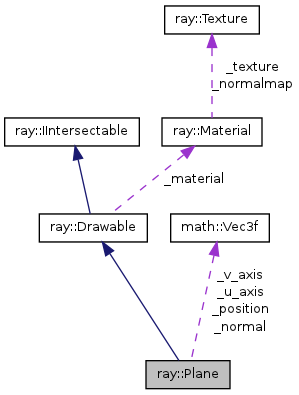 ray::Texture
_texture
_normalmap
ray::IIntersectable
ray::Material
_material
ray::Drawable
math::Vec3f
_v_axis
_u_axis
_position
_normal
ray::Plane